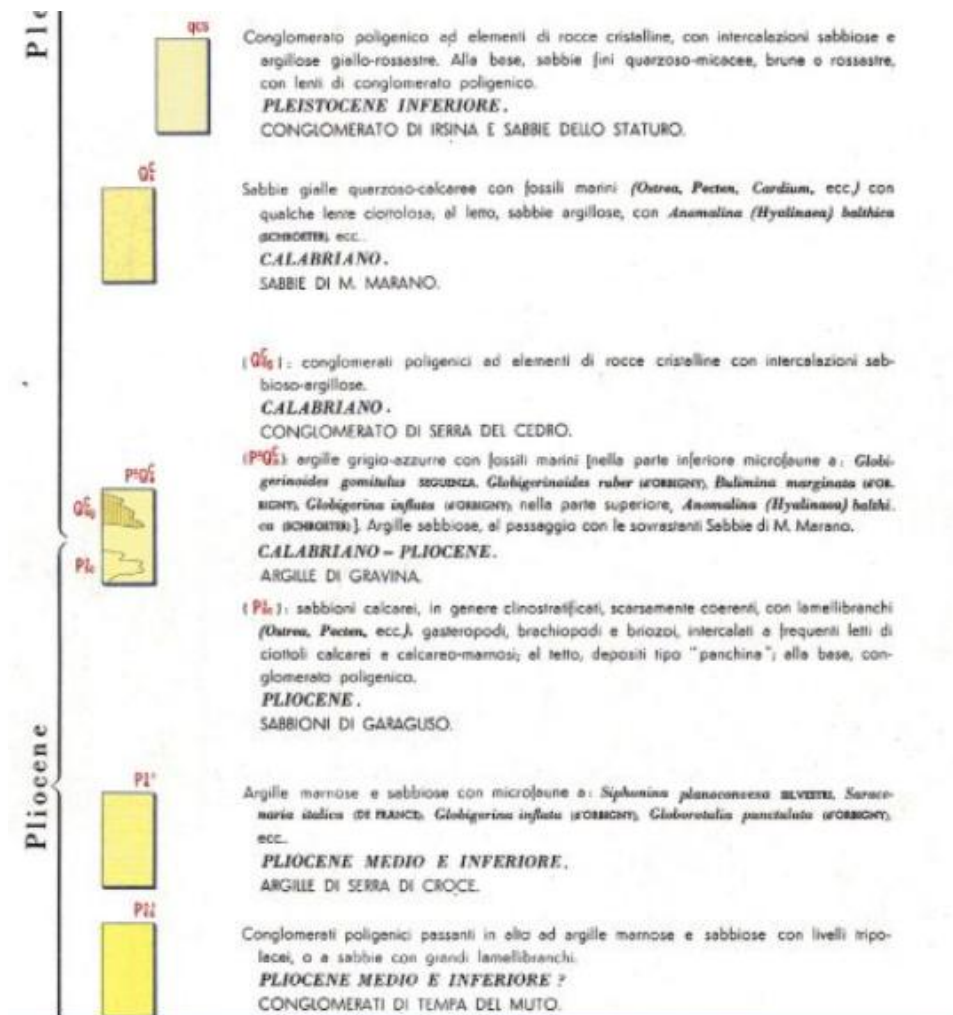 Ple
qcs
Conglomerato poligenico ad elementi di rocce cristalline, con intercalazioni sabbiose e
argillose giallo-rossastre. Alla base, sabbie fini quarzoso-micacee, brune o rossastre,
con lenti di conglomerato poligenico.
PLEISTOCENE INFERIORE.
CONGLOMERATO DI IRSINA E SABBIE DELLO STATURO.
Sabbie gialle quarzoso-calcaree con fossili marini (Ostrea, Pecten, Cardium, ecc.) con
qualche lente ciottolosa; al letto, sabbie argillose, con Anomalina (Hyalinaea) balthica
(SCHROETER), ecc..
CALABRIANO.
SABBIE DI M. MARANO.
: conglomerati poligenici ad elementi di rocce cristalline con intercalazioni sab-
bioso-argillose.
CALABRIANO.
CONGLOMERATO DI SERRA DEL CEDRO.
argille grigio-azzurre con fossili marini [nella parte inferiore microfaune a: Globi-
gerinoides gomitulus SEGUENZA, Globigerinoides ruber (D'ORBIGNY), Bulimina marginata (D'OR-
BIGNY), Globigerina inflata (D'ORBIGNY); nella parte superiore, Anomalina (Hyalinaea) balthi-
ca (SCHROETER)]. Argille sabbiose, al passaggio con le sovrastanti Sabbie di M. Marano.
CALABRIANO – PLIOCENE.
ARGILLE DI GRAVINA.
: sabbioni calcarei, in genere clinostratificati, scarsamente coerenti, con lamellibranchi
(Ostrea, Pecten, ecc.), gasteropodi, brachiopodi e briozoi, intercalati a frequenti letti di
ciottoli calcarei e calcareo-marnosi; al tetto, depositi tipo "panchina"; alla base, con-
glomerato poligenico.
PLIOCENE.
SABBIONI DI GARAGUSO.
Pliocene
Argille marnose e sabbiose con microfaune a: Siphonina planoconvexa SILVESTRI, Sarace-
naria italica (DE FRANCE), Globigerina inflata (D'ORBIGNY), Globorotalia punctulata (D'ORBIGNY),
ecc..
PLIOCENE MEDIO E INFERIORE.
ARGILLE DI SERRA DI CROCE.
Conglomerati poligenici passanti in alto ad argille marnose e sabbiose con livelli tripo-
lacei, o a sabbie con grandi lamellibranchi.
PLIOCENE MEDIO E INFERIORE ?
CONGLOMERATI DI TEMPA DEL MUTO.